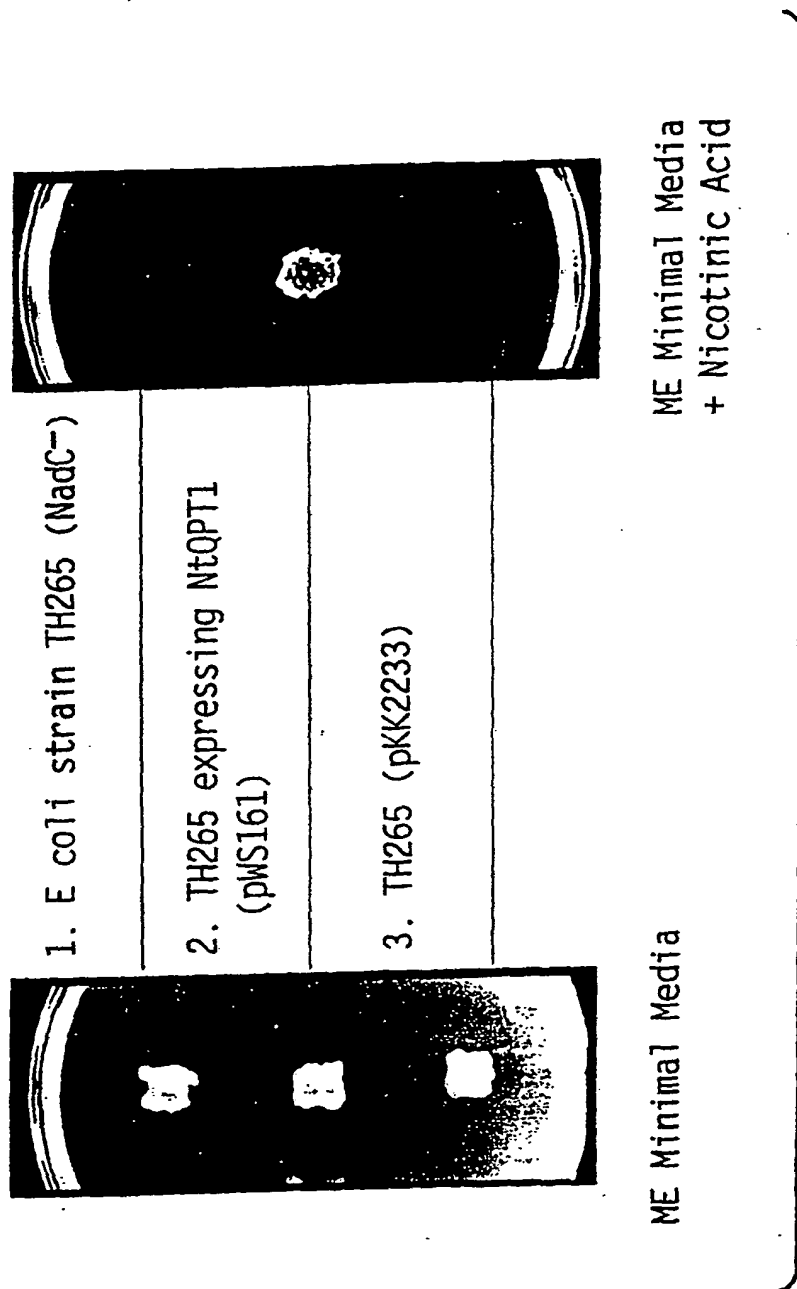 1. E coli strain TH265 (NadC-)
2. TH265 expressing NtQPT1
(pWS161)
3. TH265 (pKK2233)
ME Minimal Media
ME Minimal Media
+ Nicotinic Acid